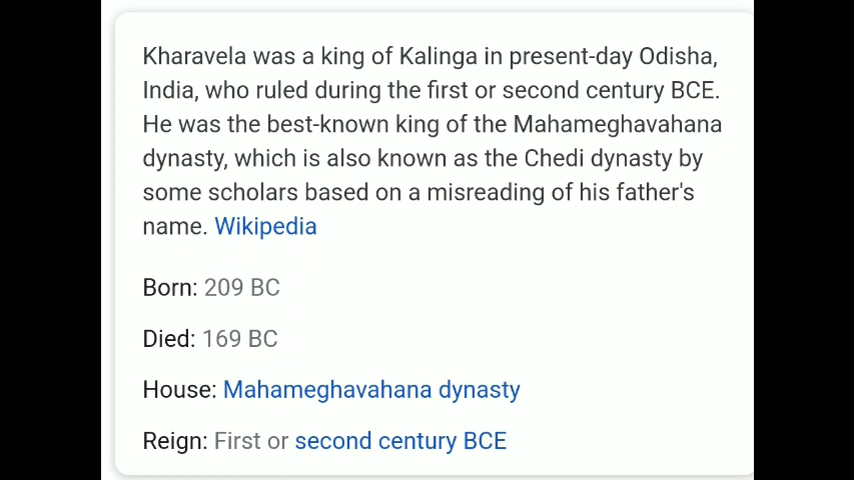 Kharavela was a king of Kalinga in present-day Odisha,
India, who ruled during the first or second century BCE.
He was the best-known king of the Mahameghavahana
dynasty, which is also known as the Chedi dynasty by
some scholars based on a misreading of his father's
name. Wikipedia
Born: 209 BC
Died: 169 BC
House: Mahameghavahana dynasty
Reign: First or second century BCE